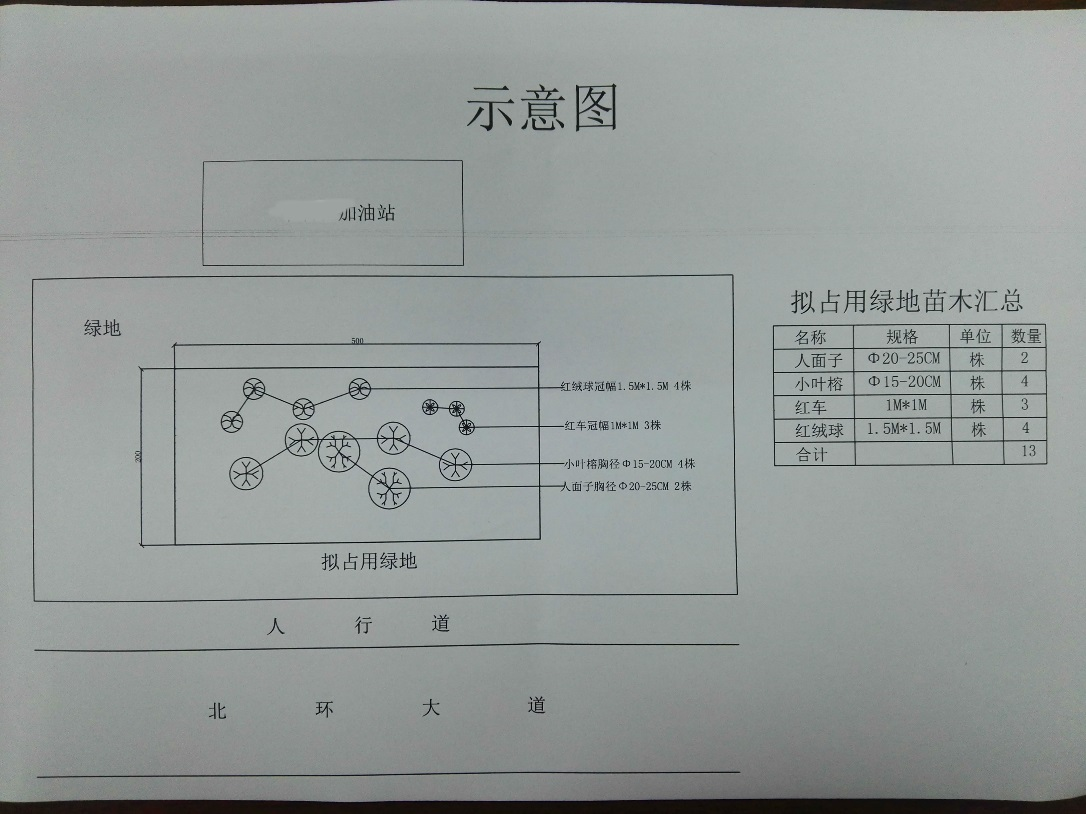 示意图
加油站
绿地
500
200
红绒球冠幅1.5M*1.5M 4株
红车冠幅1M*1M 3株
小叶榕胸径Φ15-20CM 4株
人面子胸径Φ20-25CM 2株
拟占用绿地
人 行 道
北 环 大 道
拟占用绿地苗木汇总
名称 规格 单位 数量
人面子 Φ20-25CM 株 2
小叶榕 Φ15-20CM 株 4
红车 1M*1M 株 3
红绒球 1.5M*1.5M 株 4
合计 13